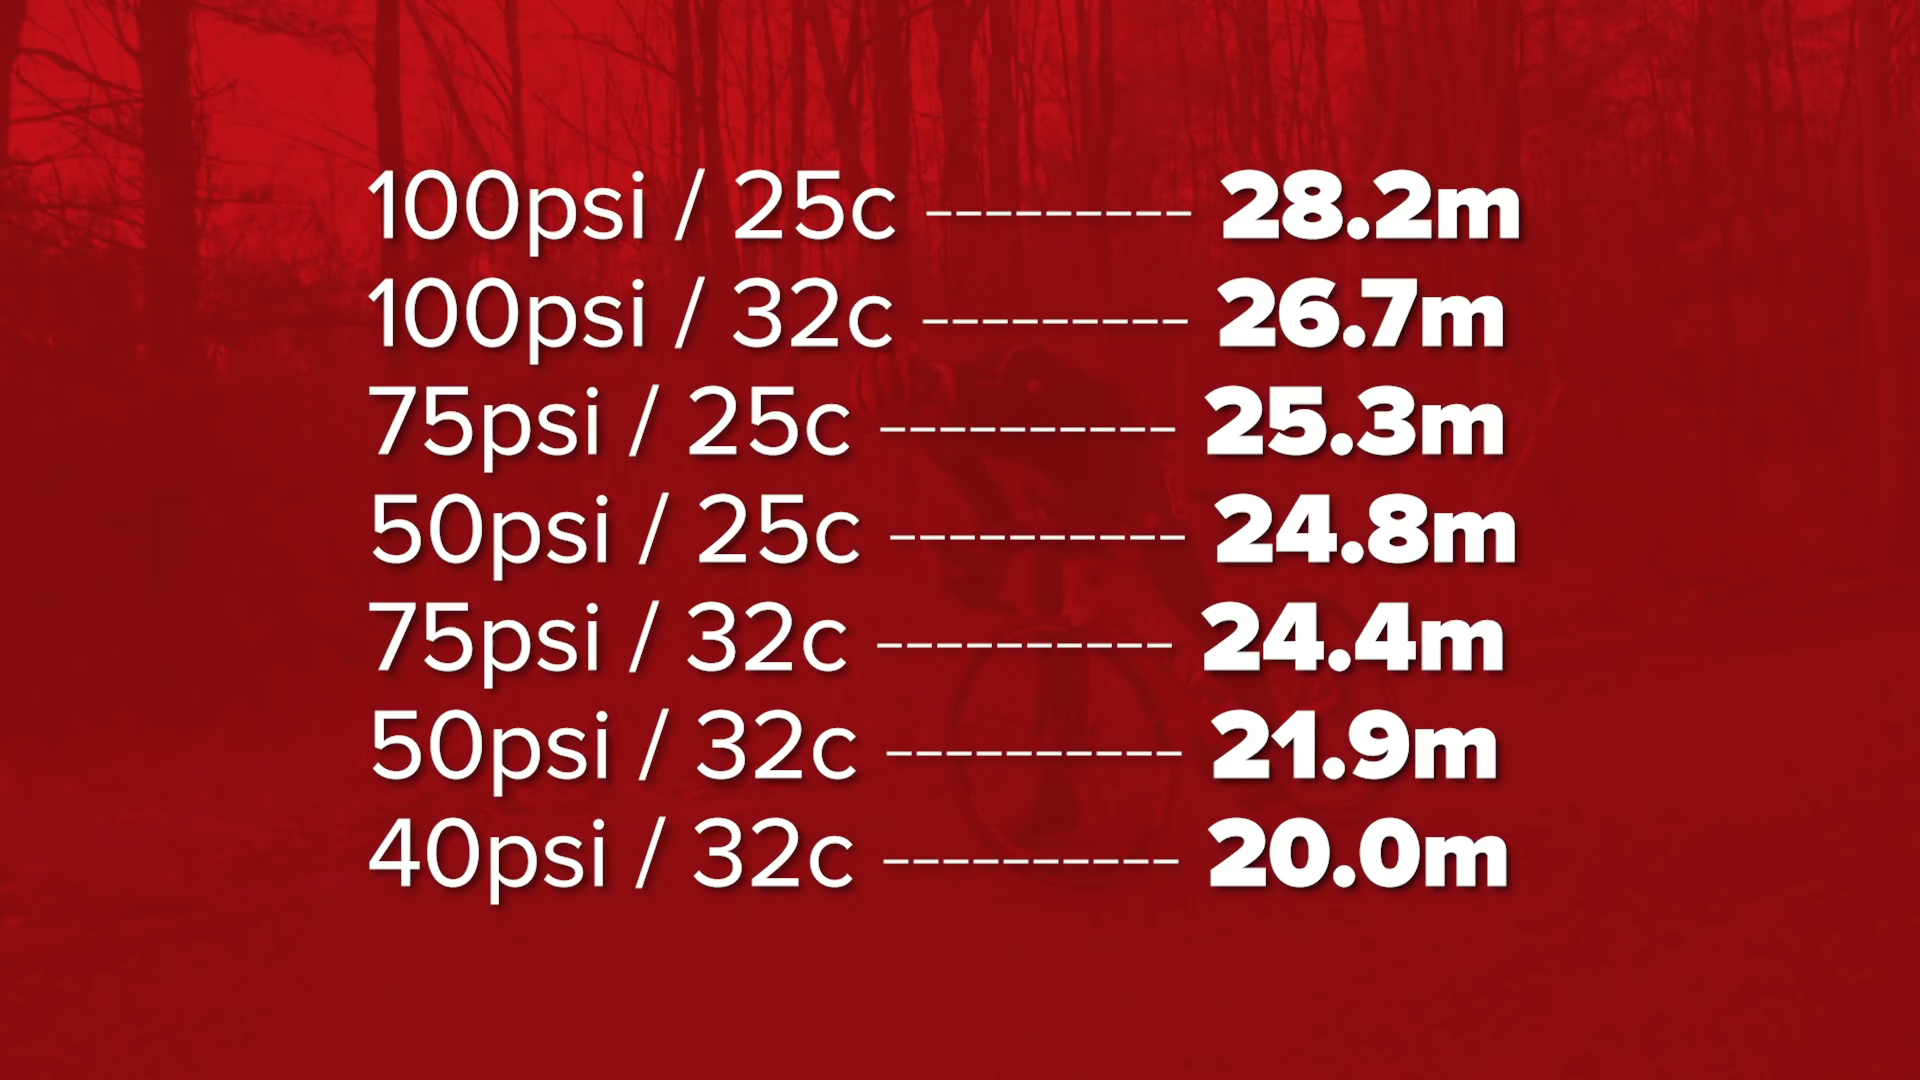 100psi / 25c --------- 28.2m
100psi / 32c --------- 26.7m
75psi / 25c ---------- 25.3m
50psi / 25c ---------- 24.8m
75psi / 32c ---------- 24.4m
50psi / 32c ---------- 21.9m
40psi / 32c ---------- 20.0m